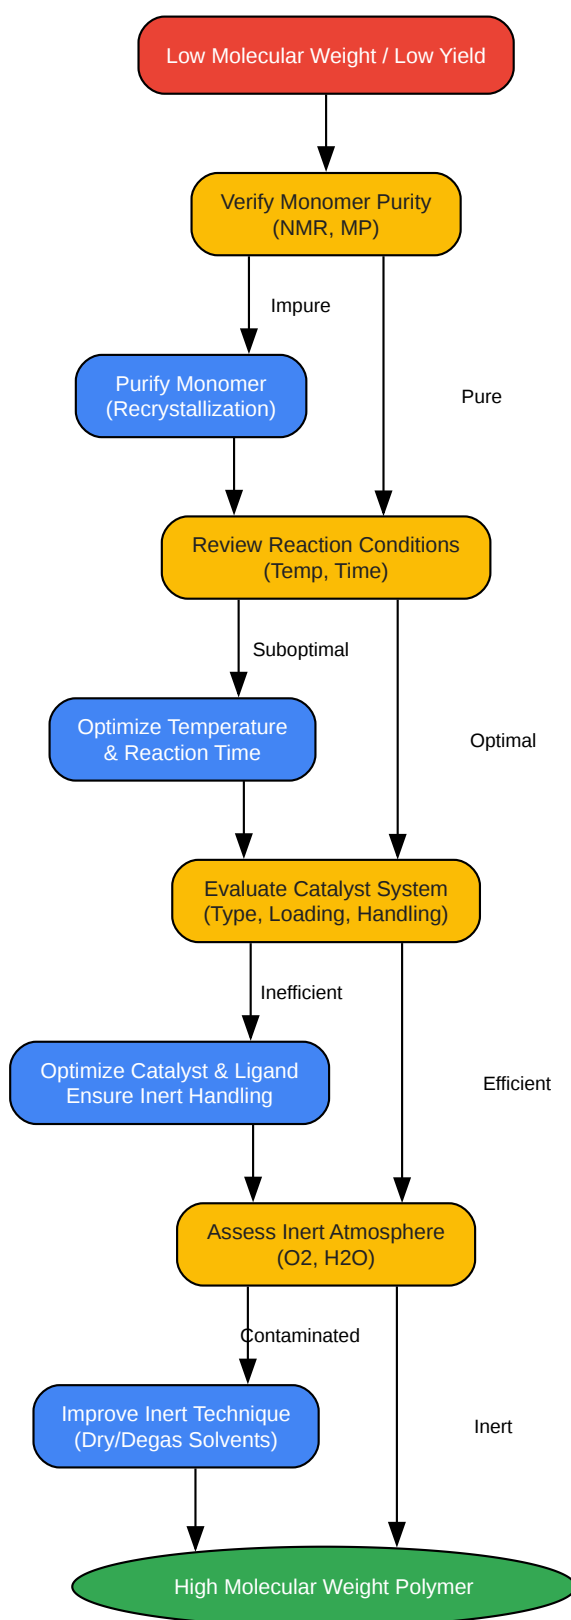 Low Molecular Weight / Low Yield
Verify Monomer Purity
(NMR, MP)
Impure
Purify Monomer
(Recrystallization)
Pure
Review Reaction Conditions
(Temp, Time)
Suboptimal
Optimize Temperature
& Reaction Time
Optimal
Evaluate Catalyst System
(Type, Loading, Handling)
Inefficient
Optimize Catalyst & Ligand
Ensure Inert Handling
Efficient
Assess Inert Atmosphere
(O2, H2O)
Contaminated
Improve Inert Technique
(Dry/Degas Solvents)
Inert
High Molecular Weight Polymer